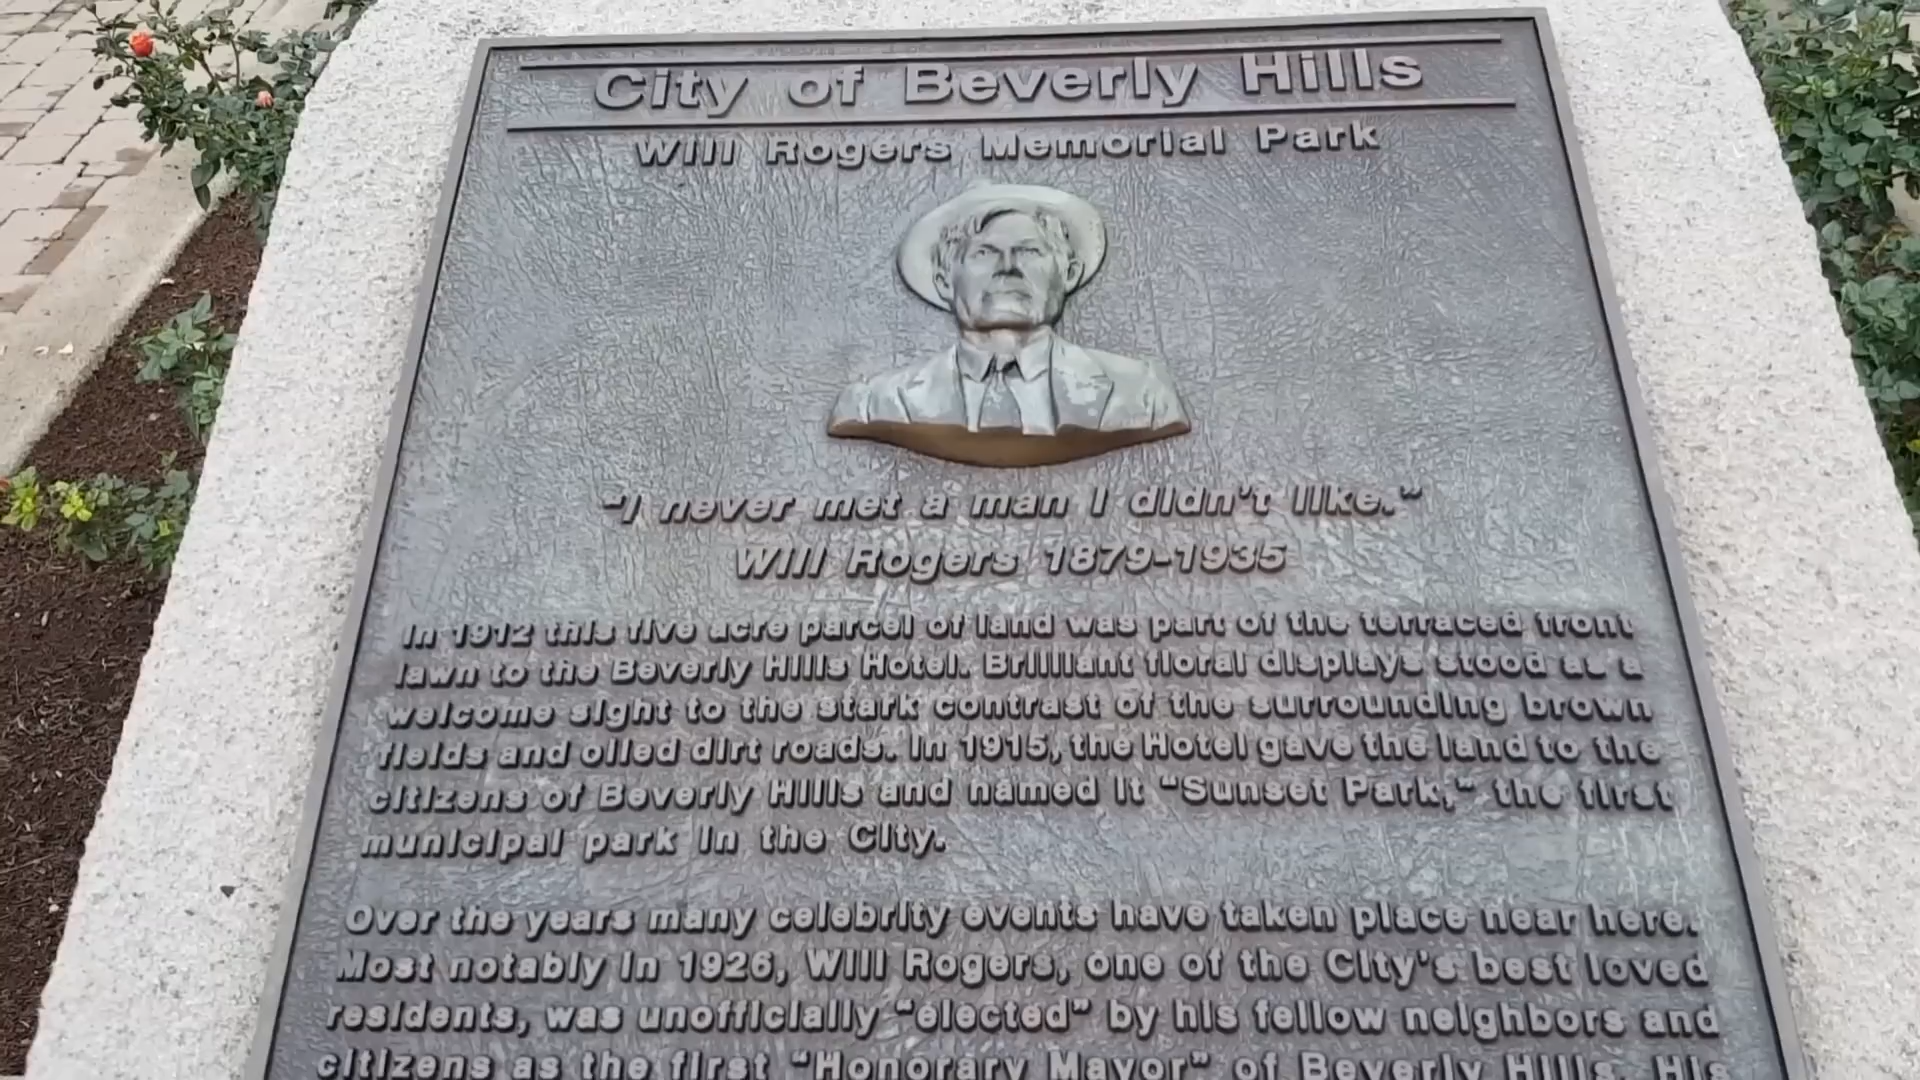 City of Beverly Hills
Will Rogers Memorial Park
"I never met a man I didn't like."
Will Rogers 1879-1935
In 1912 this five acre parcel of land was part of the terraced front
lawn to the Beverly Hills Hotel. Brilliant floral displays stood as a
welcome sight to the stark contrast of the surrounding brown
fields and oiled dirt roads. In 1915, the Hotel gave the land to the
citizens of Beverly Hills and named it "Sunset Park," the first
municipal park in the City.
Over the years many celebrity events have taken place near here.
Most notably in 1926, Will Rogers, one of the City's best loved
residents, was unofficially "elected" by his fellow neighbors and
citizens as the first "Honorary Mayor" of Beverly Hills. His